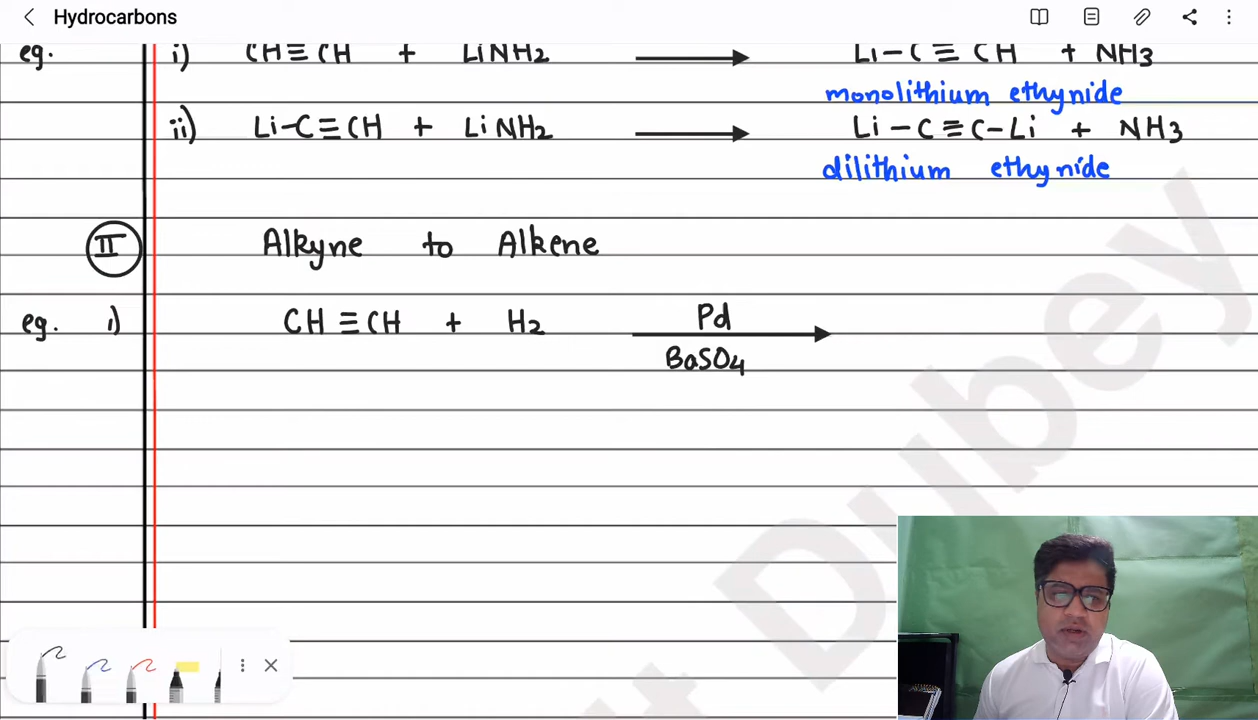 Hydrocarbons
eg. i) CH≡CH + LiNH2 → Li-C≡CH + NH3
monolithium ethynide
ii) Li-C≡CH + LiNH2 → Li-C≡C-Li + NH3
dilithium ethynide
II Alkyne to Alkene
eg. i) CH≡CH + H2 Pd →
BaSO4
Dubey